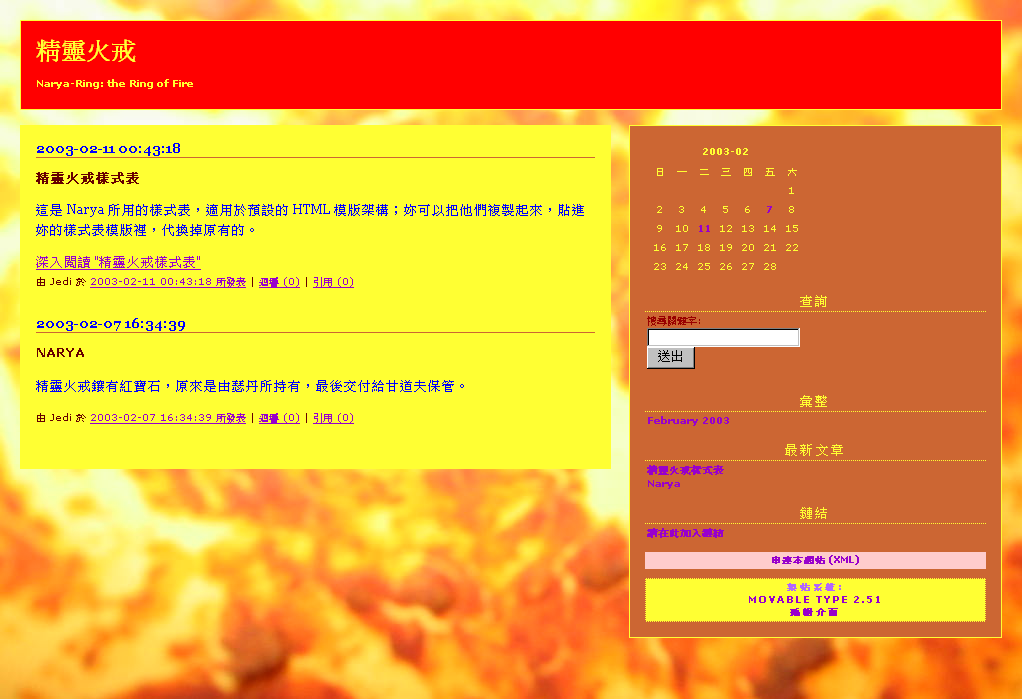 精靈火戒
Narya-Ring: the Ring of Fire
2003-02-11 00:43:18
精靈火戒樣式表
這是 Narya 所用的樣式表，適用於預設的 HTML 模版架構；妳可以把他們複製起來，貼進
妳的樣式表模版裡，代換掉原有的。
深入閱讀 "精靈火戒樣式表"
由 Jedi 於 2003-02-11 00:43:18 所發表 | 迴響 (0) | 引用 (0)
2003-02-07 16:34:39
NARYA
精靈火戒鑲有紅寶石，原來是由瑟丹所持有，最後交付給甘道夫保管。
由 Jedi 於 2003-02-07 16:34:39 所發表 | 迴響 (0) | 引用 (0)
2003-02
日 一 二 三 四 五 六
1
2 3 4 5 6 7 8
9 10 11 12 13 14 15
16 17 18 19 20 21 22
23 24 25 26 27 28
查詢
搜尋關鍵字:
送出
彙整
February 2003
最新文章
精靈火戒樣式表
Narya
鏈結
請在此加入鏈結
串連本網站 (XML)
架站系統:
MOVABLE TYPE 2.51
編輯介面